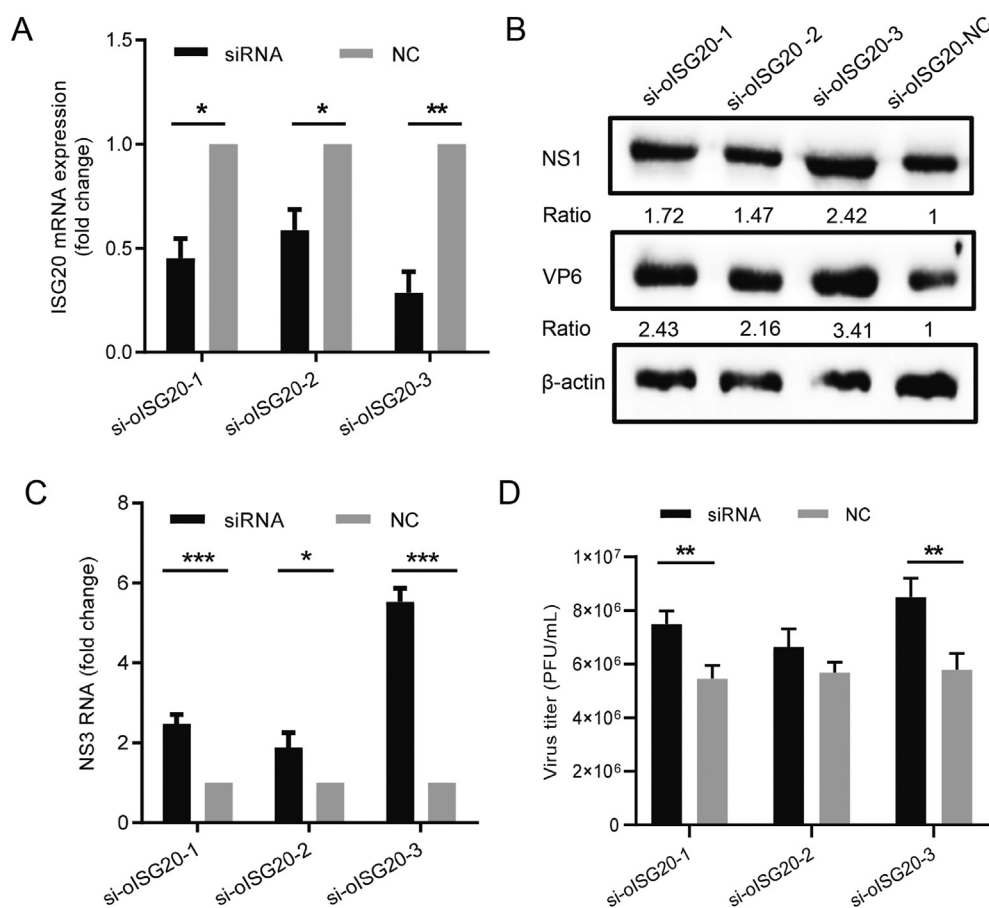 A
siRNA NC
1.5
1.0
0.5
0.0
ISG20 mRNA expression
(fold change)
* * **
si-oISG20-1
si-oISG20-2
si-oISG20-3
B
si-oISG20-1
si-oISG20 -2
si-oISG20-3
si-oISG20-NC
NS1
Ratio 1.72 1.47 2.42 1
VP6
Ratio 2.43 2.16 3.41 1
β-actin
C
siRNA NC
8
6
4
2
0
NS3 RNA (fold change)
*** * ***
si-oISG20-1
si-oISG20-2
si-oISG20-3
D
siRNA NC
1×10⁷
8×10⁶
6×10⁶
4×10⁶
2×10⁶
0
Virus titer (PFU/mL)
** **
si-oISG20-1
si-oISG20-2
si-oISG20-3